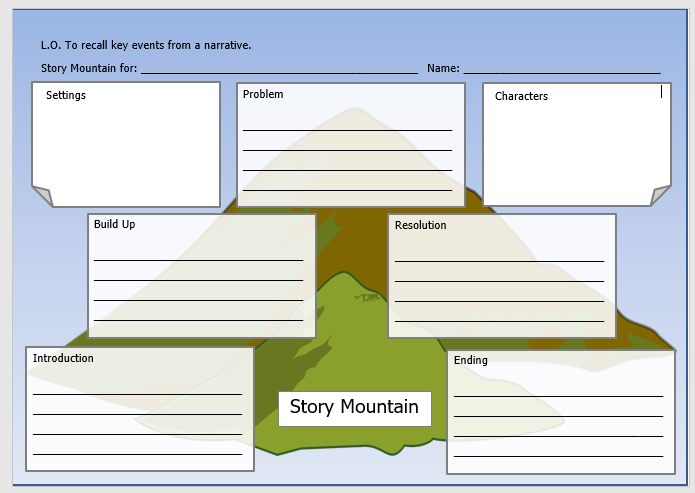 L.O. To recall key events from a narrative.
Story Mountain for: Name:
Settings
Problem
Characters
Build Up
Resolution
Introduction
Ending
Story Mountain